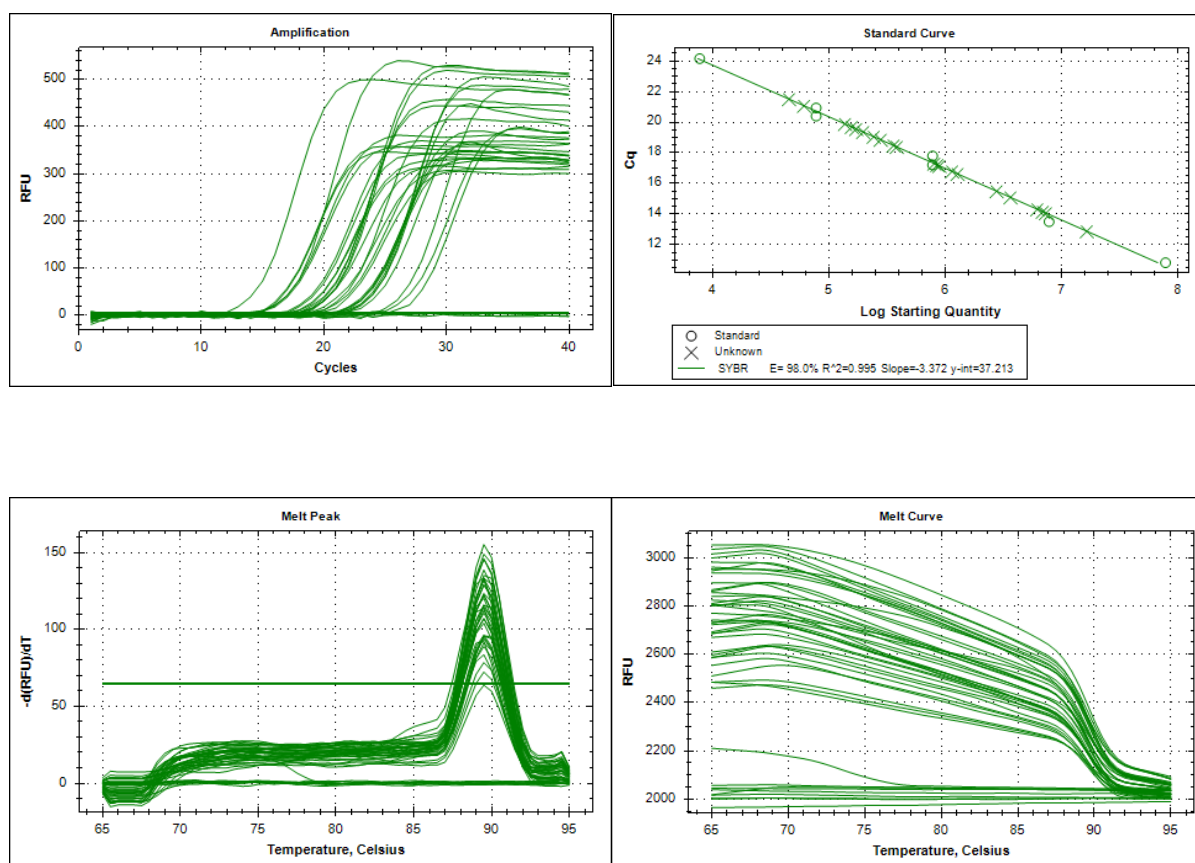 Amplification
500
400
300
200
100
0
RFU
0 10 20 30 40
Cycles
Standard Curve
24
22
20
18
16
14
12
Cq
4 5 6 7 8
Log Starting Quantity
Standard
Unknown
SYBR E= 98.0% R^2=0.995 Slope=-3.372 y-int=37.213
Melt Peak
150
100
50
0
-d(RFU)/dT
65 70 75 80 85 90 95
Temperature, Celsius
Melt Curve
3000
2800
2600
2400
2200
2000
RFU
65 70 75 80 85 90 95
Temperature, Celsius